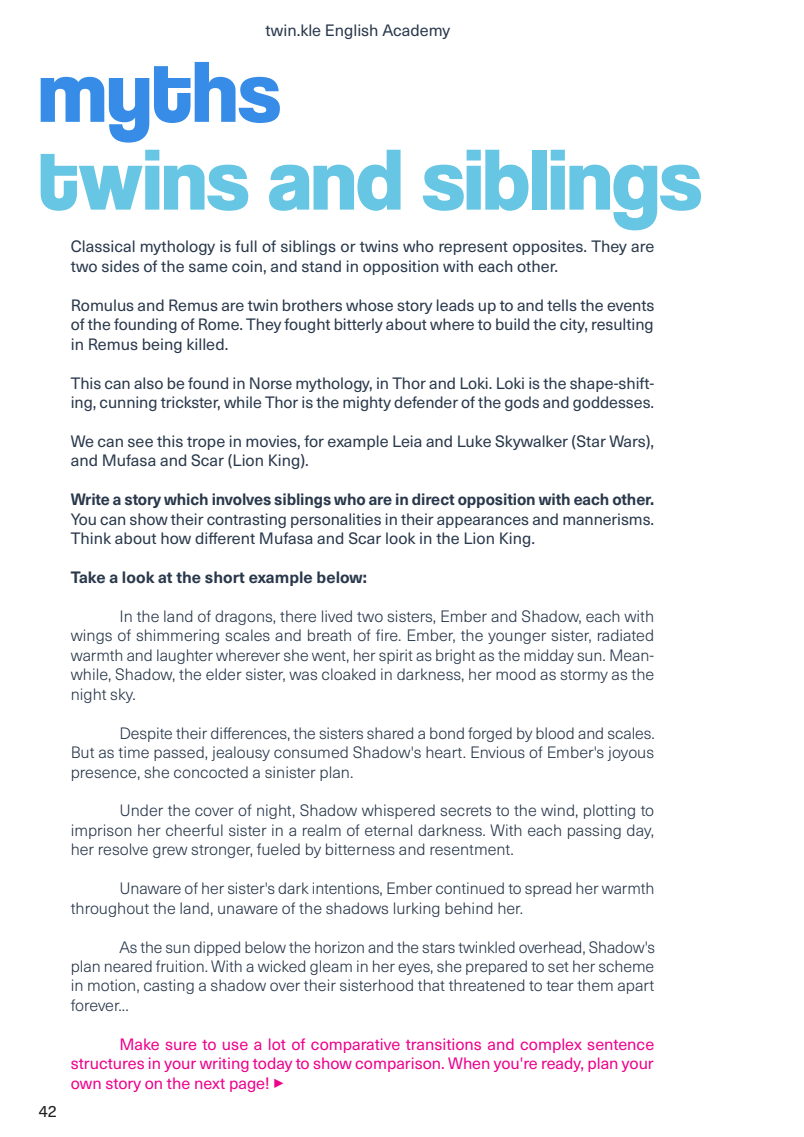 twin.kle English Academy
myths
twins and siblings
Classical mythology is full of siblings or twins who represent opposites. They are
two sides of the same coin, and stand in opposition with each other.
Romulus and Remus are twin brothers whose story leads up to and tells the events
of the founding of Rome. They fought bitterly about where to build the city, resulting
in Remus being killed.
This can also be found in Norse mythology, in Thor and Loki. Loki is the shape-shift-
ing, cunning trickster, while Thor is the mighty defender of the gods and goddesses.
We can see this trope in movies, for example Leia and Luke Skywalker (Star Wars),
and Mufasa and Scar (Lion King).
Write a story which involves siblings who are in direct opposition with each other.
You can show their contrasting personalities in their appearances and mannerisms.
Think about how different Mufasa and Scar look in the Lion King.
Take a look at the short example below:
In the land of dragons, there lived two sisters, Ember and Shadow, each with
wings of shimmering scales and breath of fire. Ember, the younger sister, radiated
warmth and laughter wherever she went, her spirit as bright as the midday sun. Mean-
while, Shadow, the elder sister, was cloaked in darkness, her mood as stormy as the
night sky.
Despite their differences, the sisters shared a bond forged by blood and scales.
But as time passed, jealousy consumed Shadow's heart. Envious of Ember's joyous
presence, she concocted a sinister plan.
Under the cover of night, Shadow whispered secrets to the wind, plotting to
imprison her cheerful sister in a realm of eternal darkness. With each passing day,
her resolve grew stronger, fueled by bitterness and resentment.
Unaware of her sister's dark intentions, Ember continued to spread her warmth
throughout the land, unaware of the shadows lurking behind her.
As the sun dipped below the horizon and the stars twinkled overhead, Shadow's
plan neared fruition. With a wicked gleam in her eyes, she prepared to set her scheme
in motion, casting a shadow over their sisterhood that threatened to tear them apart
forever...
Make sure to use a lot of comparative transitions and complex sentence
structures in your writing today to show comparison. When you're ready, plan your
own story on the next page! ▶
42